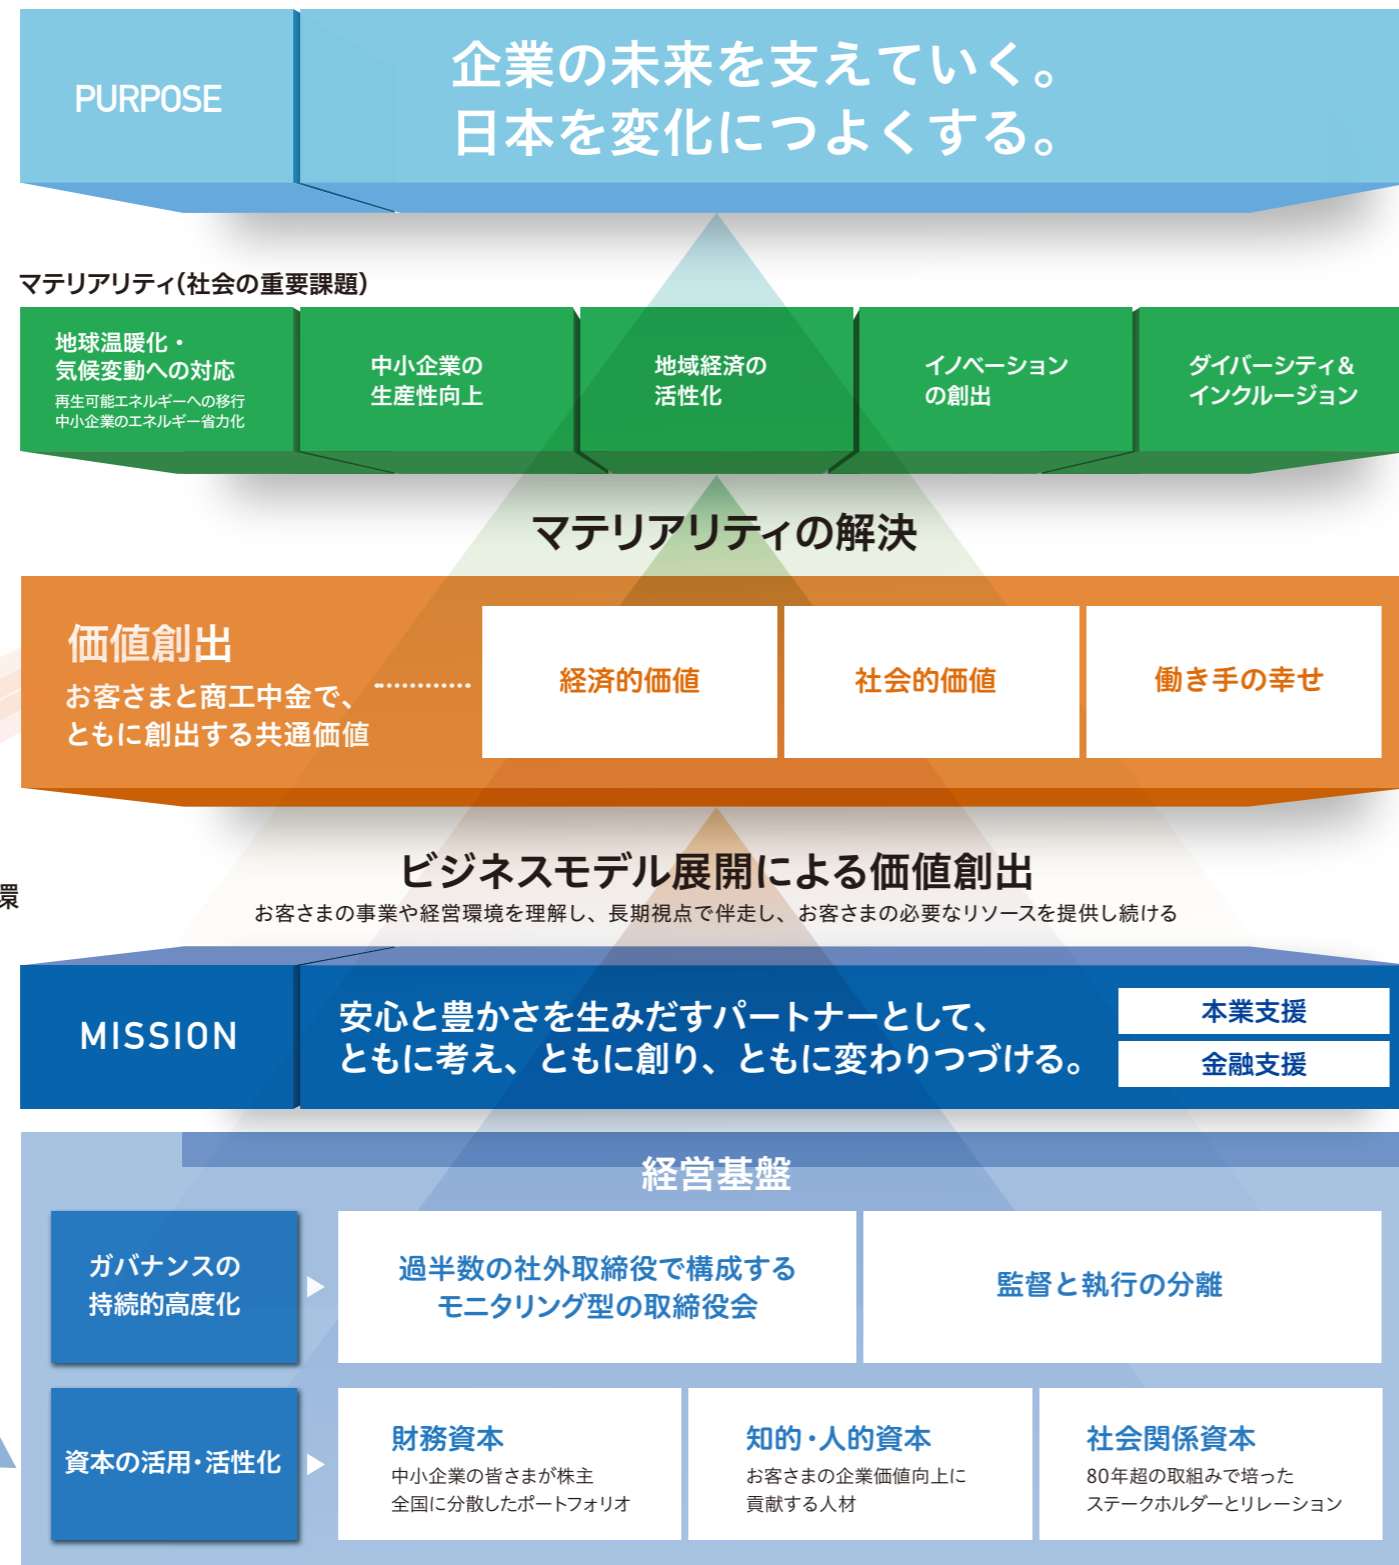 PURPOSE
企業の未来を支えていく。
日本を変化につよくする。
マテリアリティ(社会の重要課題)
地球温暖化・
気候変動への対応
再生可能エネルギーへの移行
中小企業のエネルギー省力化
中小企業の
生産性向上
地域経済の
活性化
イノベーション
の創出
ダイバーシティ&
インクルージョン
マテリアリティの解決
価値創出
お客さまと商工中金で、
ともに創出する共通価値
経済的価値
社会的価値
働き手の幸せ
ビジネスモデル展開による価値創出
お客さまの事業や経営環境を理解し、長期視点で伴走し、お客さまの必要なリソースを提供し続ける
環
MISSION
安心と豊かさを生みだすパートナーとして、
ともに考え、ともに創り、ともに変わりつづける。
本業支援
金融支援
経営基盤
ガバナンスの
持続的高度化
過半数の社外取締役で構成する
モニタリング型の取締役会
監督と執行の分離
資本の活用・活性化
財務資本
中小企業の皆さまが株主
全国に分散したポートフォリオ
知的・人的資本
お客さまの企業価値向上に
貢献する人材
社会関係資本
80年超の取組みで培った
ステークホルダーとリレーション